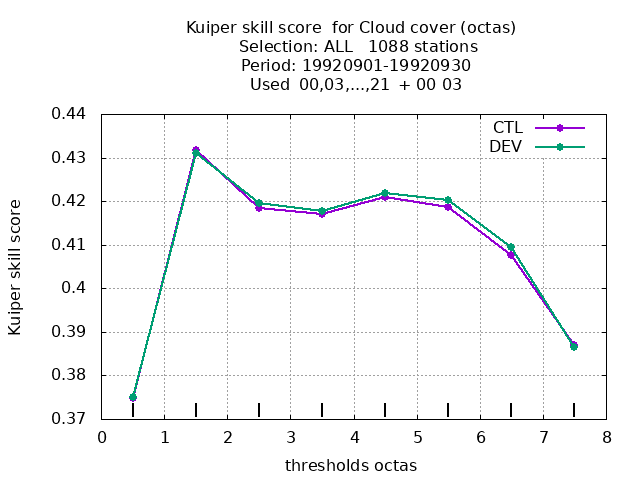 Kuiper skill score  for Cloud cover (octas)
Selection: ALL   1088 stations
Period: 19920901-19920930
Used  00,03,...,21  + 00 03
CTL
DEV
0.44
0.43
0.42
0.41
0.4
0.39
0.38
0.37
Kuiper skill score
0 1 2 3 4 5 6 7 8
thresholds octas